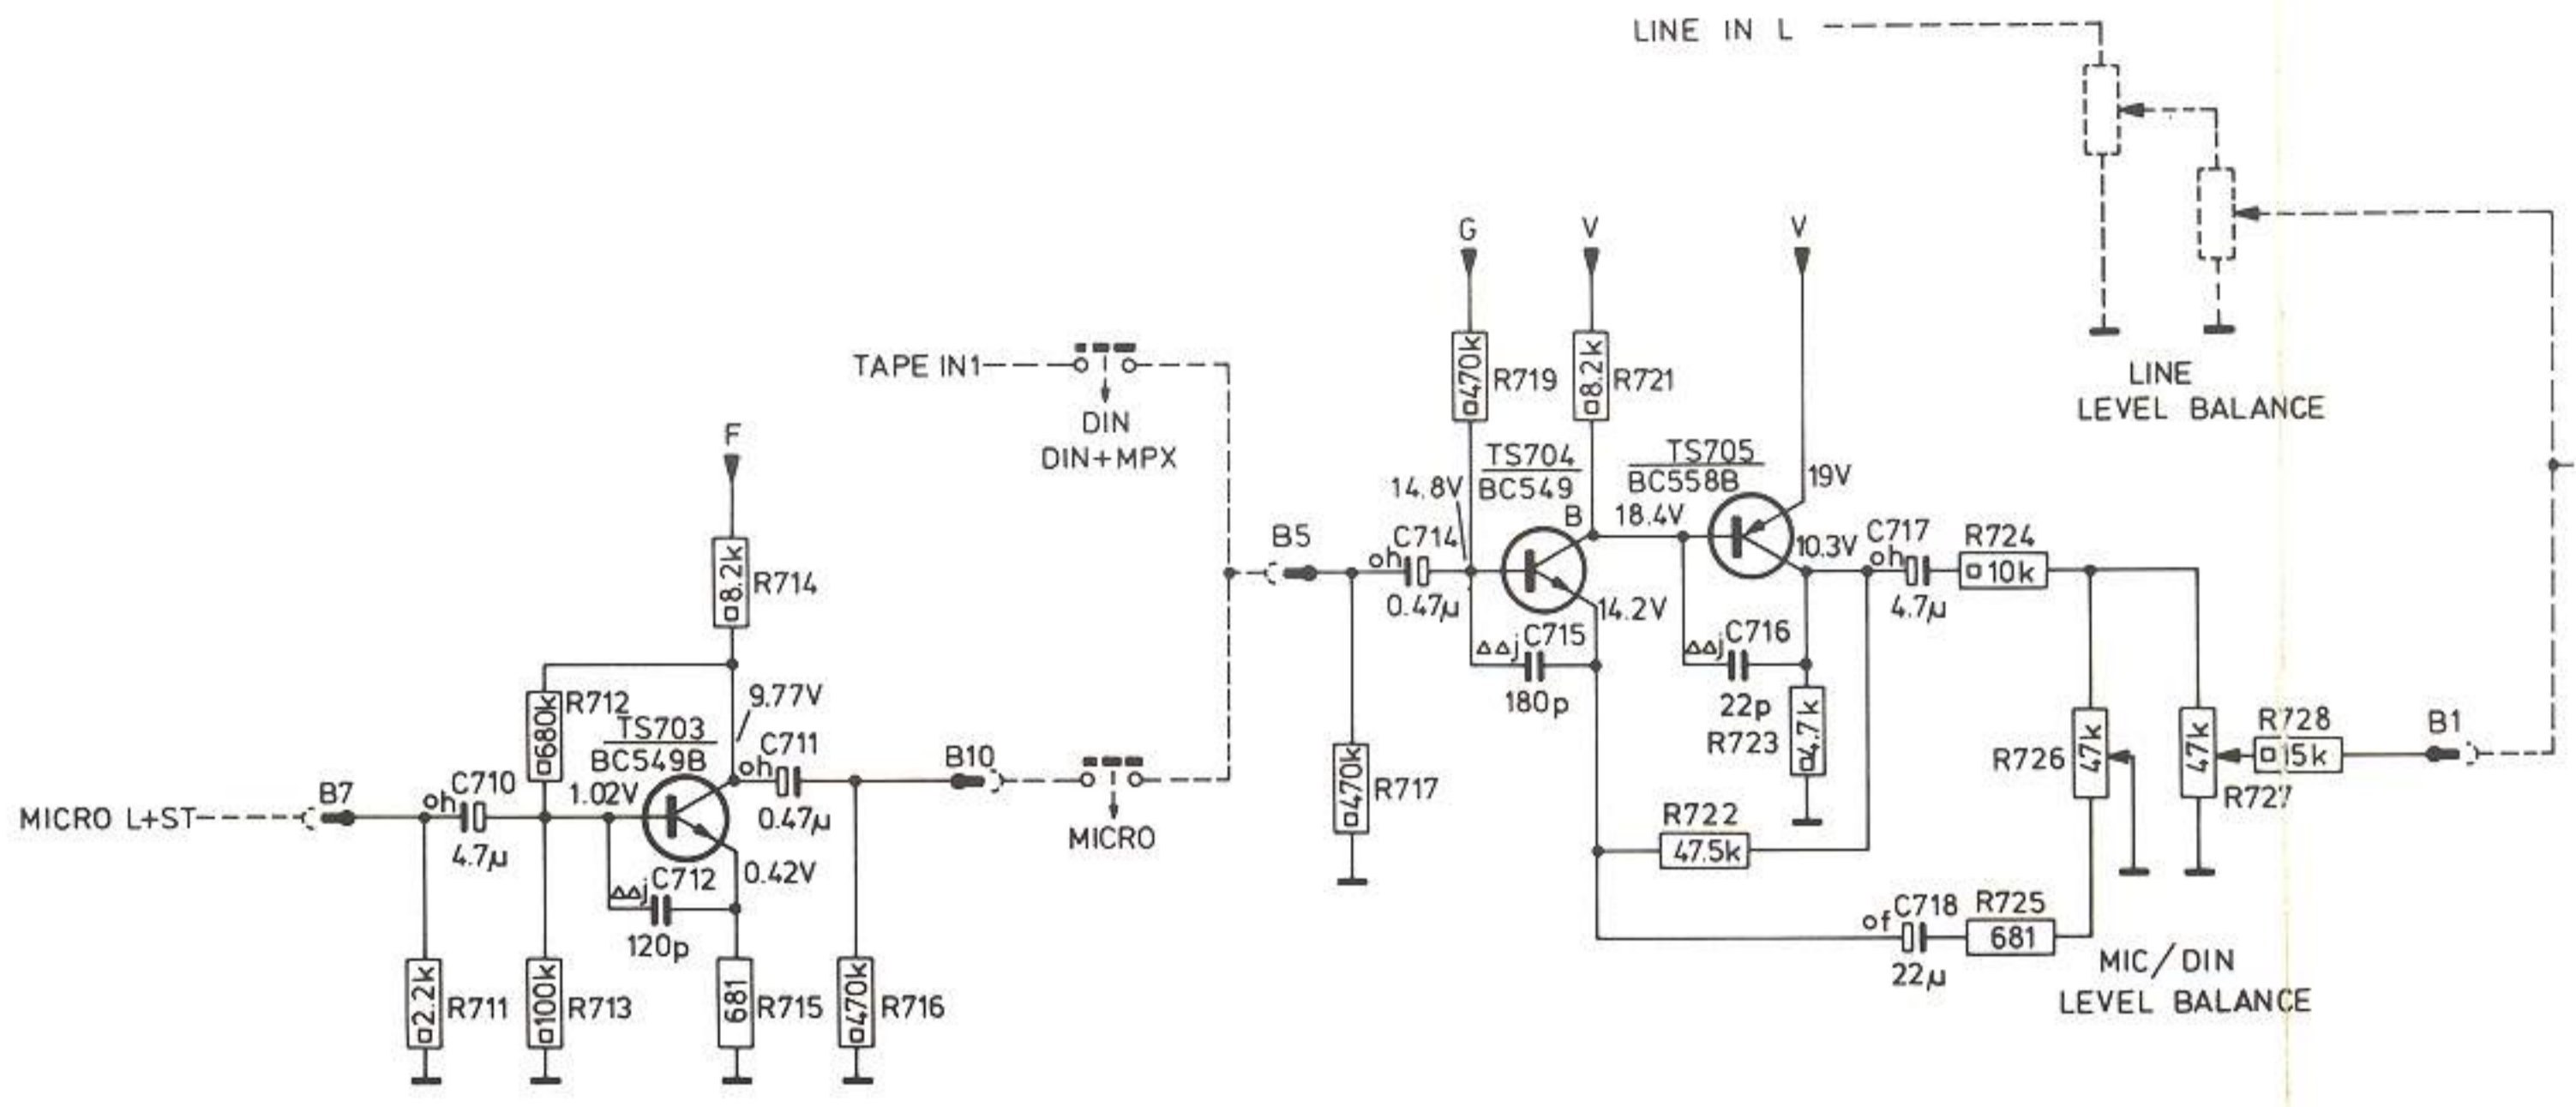 LINE IN L
LINE
LEVEL BALANCE
G
V
V
□470k
R719
□8.2k
R721
TAPE IN1
DIN
DIN+MPX
F
□8.2k
R714
TS704
BC549
TS705
BC558B
19V
14.8V
B
18.4V
B5
oh
C714
0.47µ
14.2V
10.3V
C717
oh
4.7µ
R724
□10k
ΔΔj
C715
180p
ΔΔj
C716
22p
R723
□4.7k
R712
□680k
TS703
BC549B
9.77V
C711
oh
0.47µ
B10
MICRO
□470k
R717
R726
47k
47k
R727
R728
□15k
B1
MICRO L+ST
B7
oh
C710
4.7µ
1.02V
0.42V
ΔΔj
C712
120p
R722
47.5k
of
C718
22µ
R725
681
MIC/DIN
LEVEL BALANCE
□2.2k
R711
□100k
R713
681
R715
□470k
R716